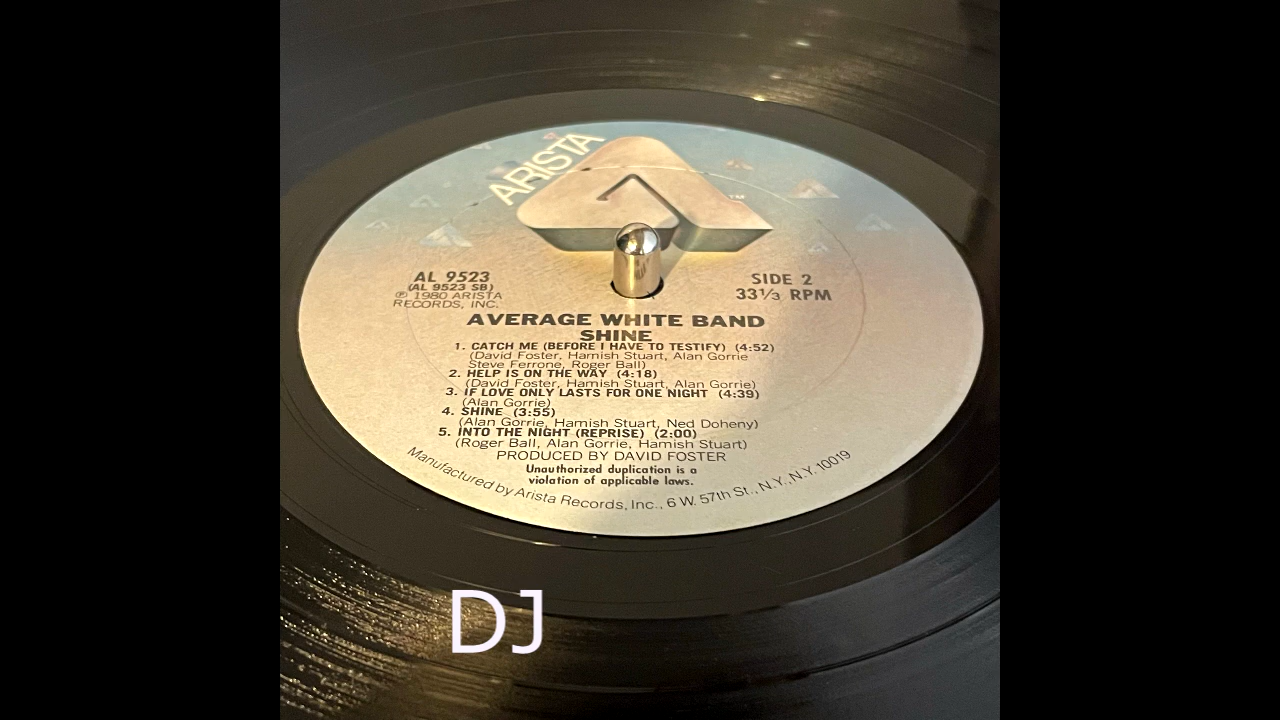 ARISTA
TM
AL 9523
(AL 9523 SB)
℗ 1980 ARISTA
RECORDS, INC.
SIDE 2
33⅓ RPM
AVERAGE WHITE BAND
SHINE
1. CATCH ME (BEFORE I HAVE TO TESTIFY) (4:52)
(David Foster, Hamish Stuart, Alan Gorrie
Steve Ferrone, Roger Ball)
2. HELP IS ON THE WAY (4:18)
(David Foster, Hamish Stuart, Alan Gorrie)
3. IF LOVE ONLY LASTS FOR ONE NIGHT (4:39)
(Alan Gorrie)
4. SHINE (3:55)
(Alan Gorrie, Hamish Stuart, Ned Doheny)
5. INTO THE NIGHT (REPRISE) (2:00)
(Roger Ball, Alan Gorrie, Hamish Stuart)
PRODUCED BY DAVID FOSTER
Unauthorized duplication is a
violation of applicable laws.
Manufactured by Arista Records, Inc., 6 W. 57th St., N.Y., N.Y. 10019
DJ